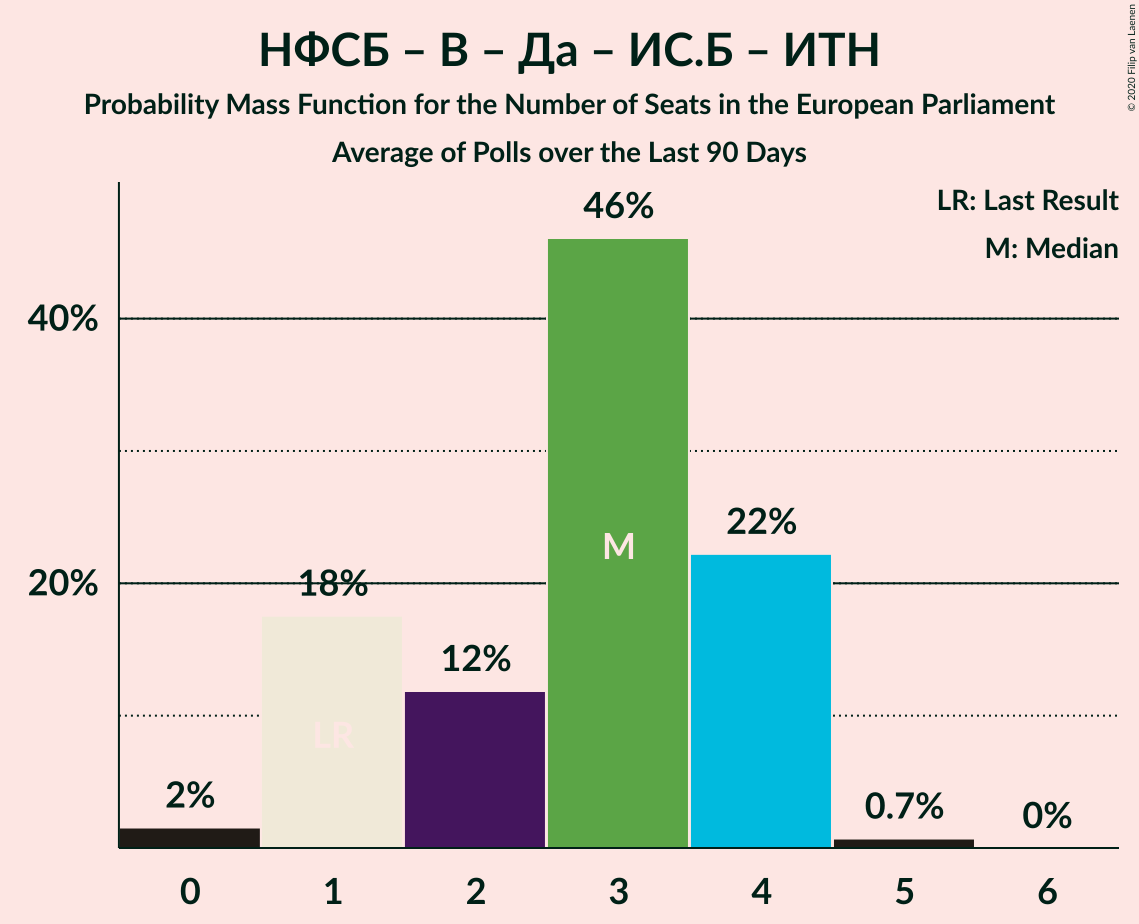 НФСБ – В – Да – ИС.Б – ИТН
Probability Mass Function for the Number of Seats in the European Parliament
Average of Polls over the Last 90 Days
© 2020 Filip van Laenen
LR: Last Result
M: Median
46%
40%
22%
M
20%
18%
12%
LR
2%
0.7%
0%
0 1 2 3 4 5 6